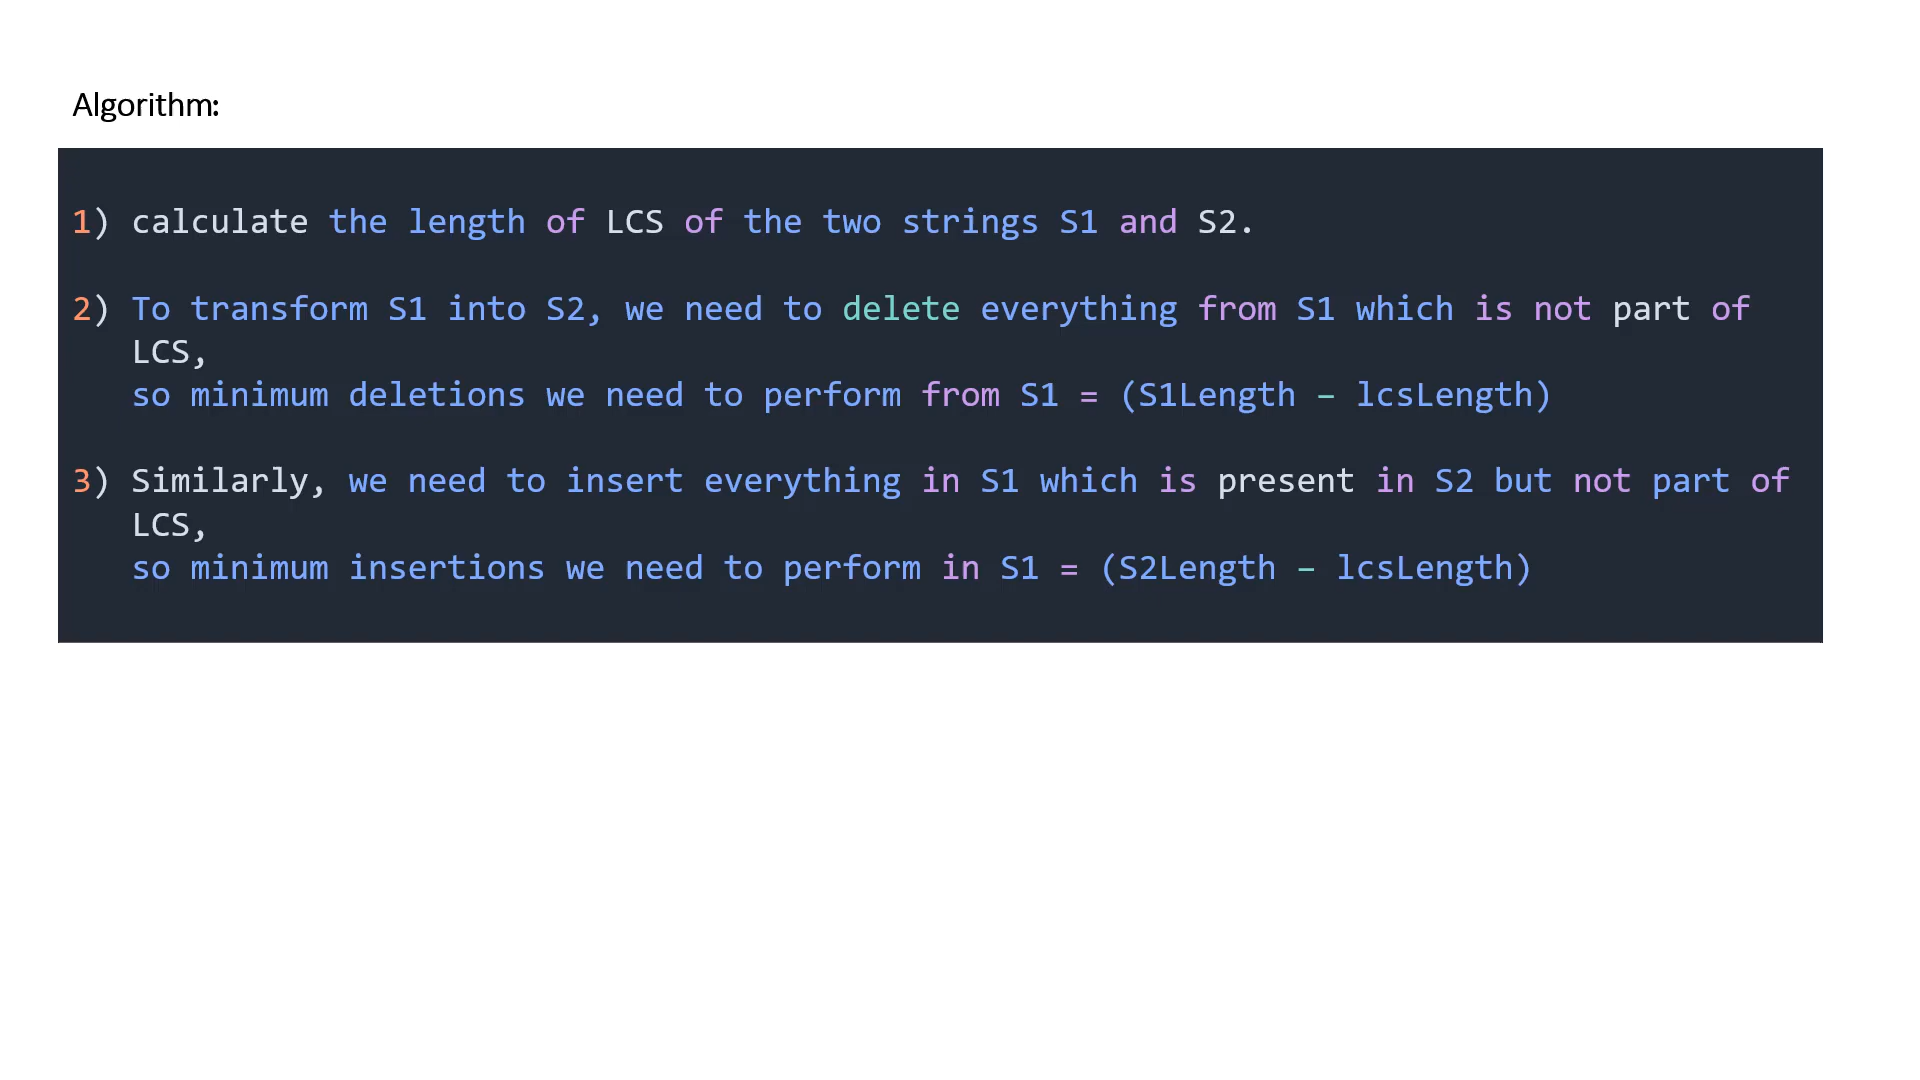 Algorithm:
1) calculate the length of LCS of the two strings S1 and S2.
2) To transform S1 into S2, we need to delete everything from S1 which is not part of
LCS,
so minimum deletions we need to perform from S1 = (S1Length – lcsLength)
3) Similarly, we need to insert everything in S1 which is present in S2 but not part of
LCS,
so minimum insertions we need to perform in S1 = (S2Length – lcsLength)